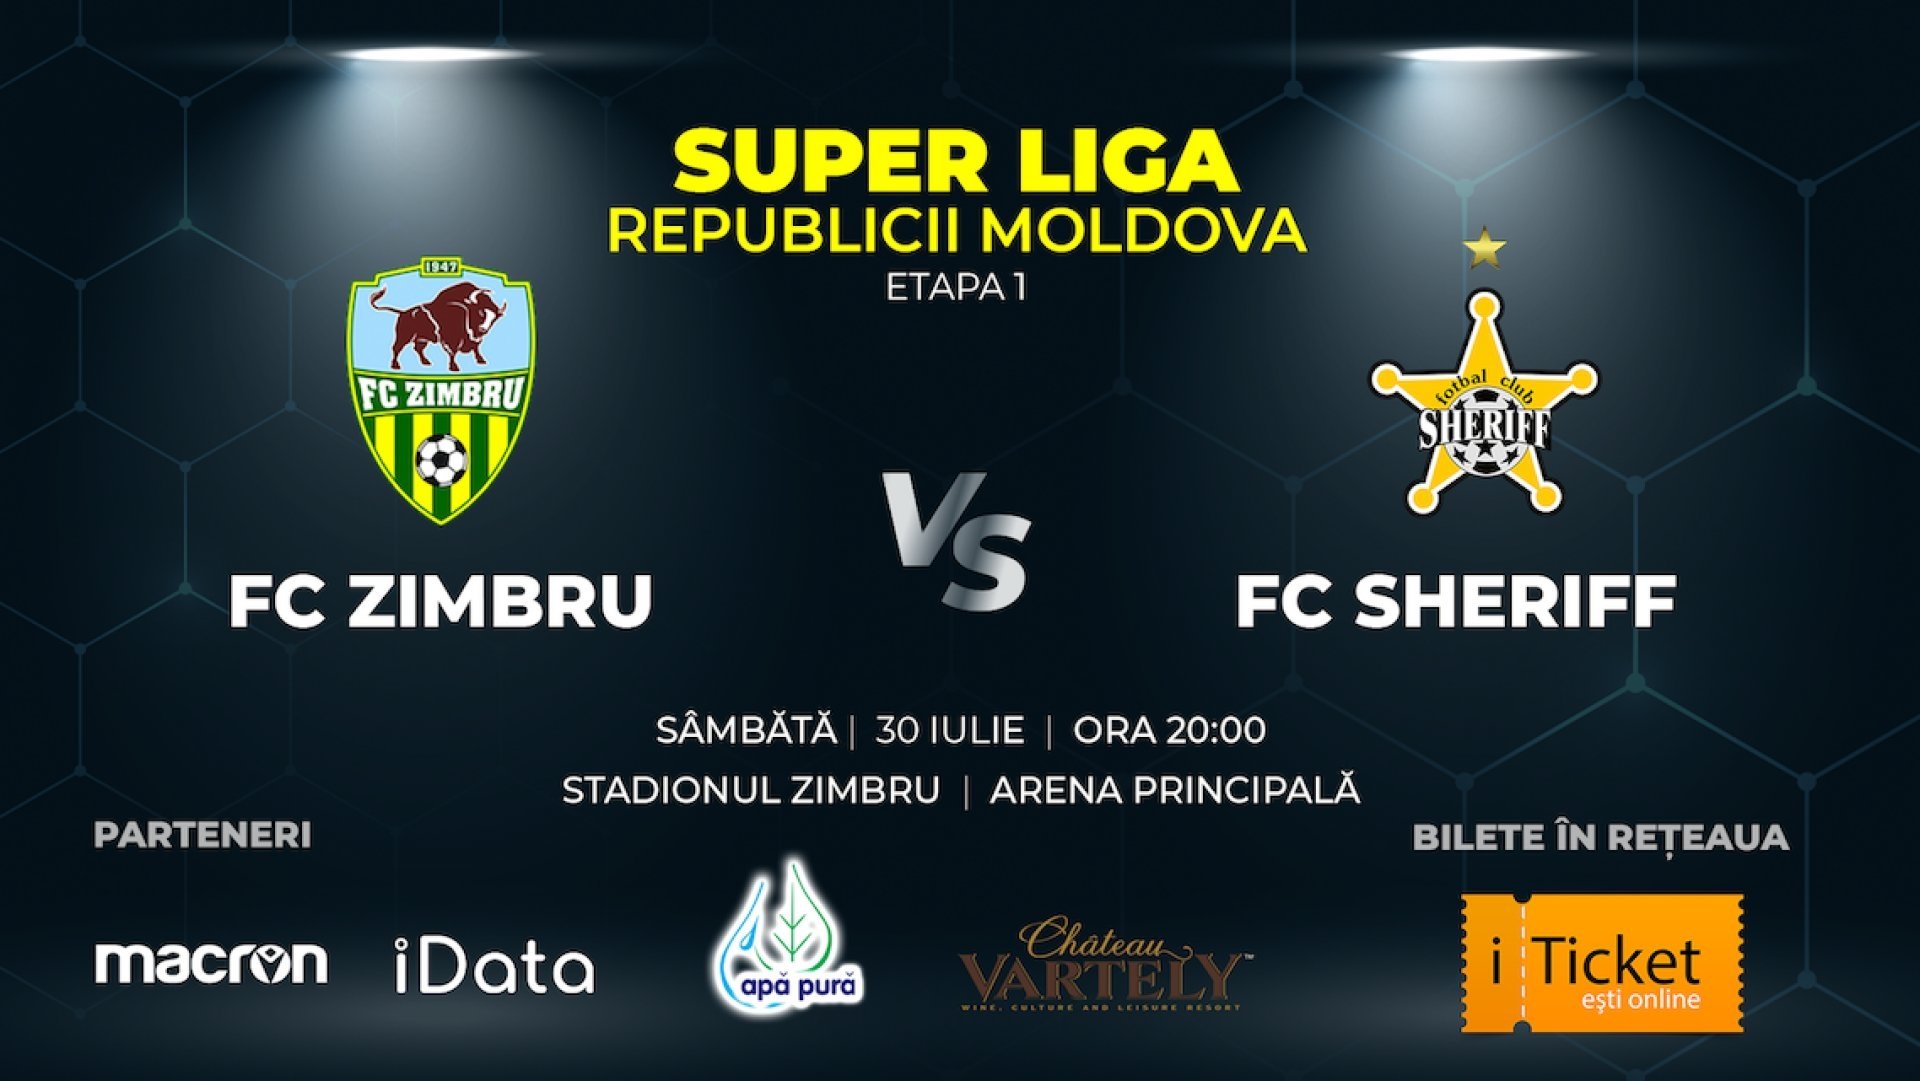 SUPER LIGA
REPUBLICII MOLDOVA
ETAPA 1
1947
FC ZIMBRU
fotbal club
SHERIFF
VS
FC ZIMBRU
FC SHERIFF
SÂMBĂTĂ | 30 IULIE | ORA 20:00
STADIONUL ZIMBRU | ARENA PRINCIPALĂ
PARTENERI
BILETE ÎN REȚEAUA
macron
iData
apă pură
Château
VARTELY™
WINE, CULTURE AND LEISURE RESORT
i Ticket
eşti online